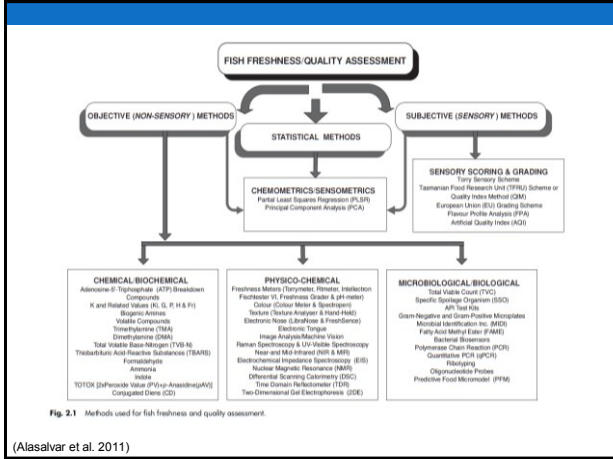 FISH FRESHNESS/QUALITY ASSESSMENT
OBJECTIVE (NON-SENSORY) METHODS
STATISTICAL METHODS
SUBJECTIVE (SENSORY) METHODS
CHEMOMETRICS/SENSOMETRICS
Partial Least Squares Regression (PLSR)
Principal Component Analysis (PCA)
SENSORY SCORING & GRADING
Torry Sensory Scheme
Tasmanian Food Research Unit (TFRU) Scheme or
Quality Index Method (QIM)
European Union (EU) Grading Scheme
Flavour Profile Analysis (FPA)
Artificial Quality Index (AQI)
CHEMICAL/BIOCHEMICAL
Adenosine-5'-Triphosphate (ATP) Breakdown
Compounds
K and Related Values (Ki, G, P, H & Fr)
Biogenic Amines
Volatile Compounds
Trimethylamine (TMA)
Dimethylamine (DMA)
Total Volatile Base-Nitrogen (TVB-N)
Thiobarbituric Acid-Reactive Substances (TBARS)
Formaldehyde
Ammonia
Indole
TOTOX [2xPeroxide Value (PV)+p-Anisidine(pAV)]
Conjugated Diens (CD)
PHYSICO-CHEMICAL
Freshness Meters (Torrymeter, RTmeter, Intellection
Fischtester VI, Freshness Grader & pH-meter)
Colour (Colour Meter & Spectropen)
Texture (Texture Analyser & Hand-Held)
Electronic Nose (LibraNose & FreshSense)
Electronic Tongue
Image Analysis/Machine Vision
Raman Spectroscopy & UV-Visible Spectroscopy
Near-and Mid-Infrared (NIR & MIR)
Electrochemical Impedance Spectroscopy (EIS)
Nuclear Magnetic Resonance (NMR)
Differential Scanning Calorimetry (DSC)
Time Domain Reflectometer (TDR)
Two-Dimensional Gel Electrophoresis (2DE)
MICROBIOLOGICAL/BIOLOGICAL
Total Viable Count (TVC)
Specific Spoilage Organism (SSO)
API Test Kits
Gram-Negative and Gram-Positive Microplates
Microbial Identification Inc. (MIDI)
Fatty Acid Methyl Ester (FAME)
Bacterial Biosensors
Polymerase Chain Reaction (PCR)
Quantitative PCR (qPCR)
Ribotyping
Oligonucleotide Probes
Predictive Food Micromodel (PFM)
Fig. 2.1 Methods used for fish freshness and quality assessment.
(Alasalvar et al. 2011)